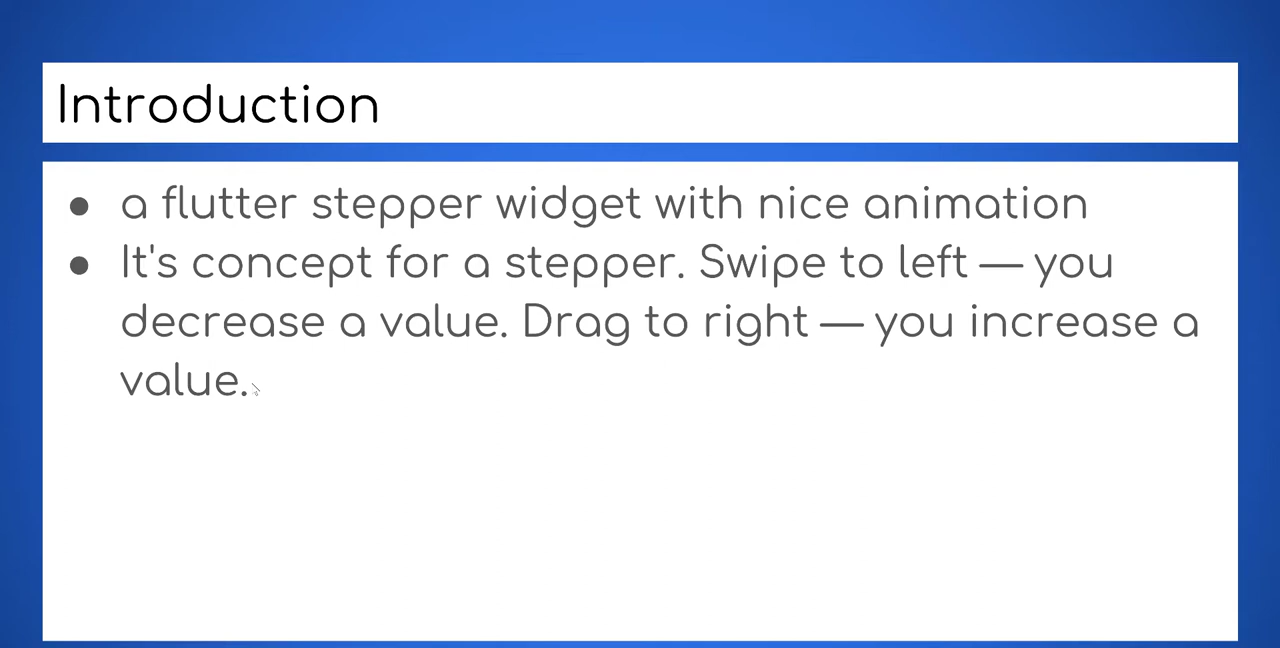 Introduction
● a flutter stepper widget with nice animation
● It's concept for a stepper. Swipe to left — you
decrease a value. Drag to right — you increase a
value.